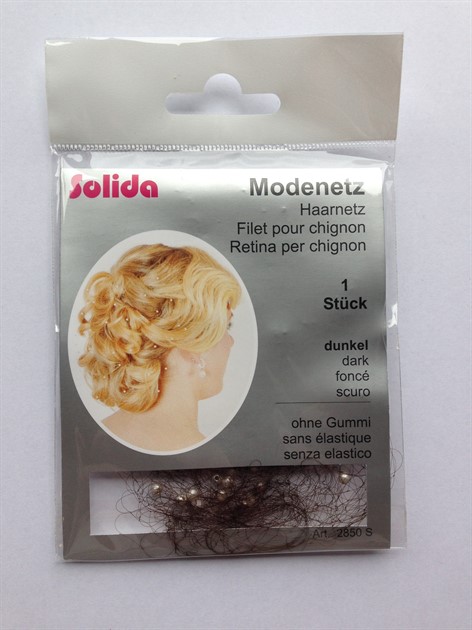 Solida
Modenetz
Haarnetz
Filet pour chignon
Retina per chignon
1
Stück
dunkel
dark
foncé
scuro
ohne Gummi
sans élastique
senza elastico
Art. 2850 S